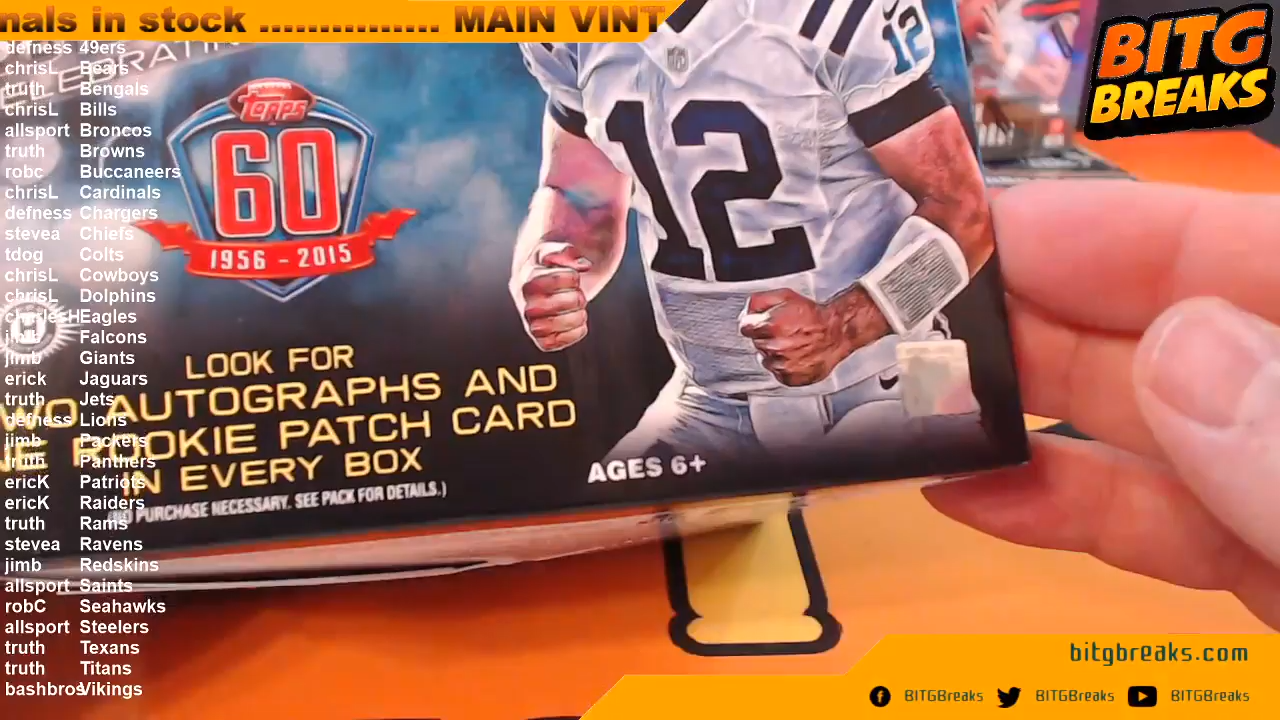 nals in stock ............... MAIN VINT
BITG
BREAKS
defness 49ers
chrisL Bears
truth Bengals
chrisL Bills
allsport Broncos
truth Browns
robc Buccaneers
chrisL Cardinals
defness Chargers
stevea Chiefs
tdog Colts
chrisL Cowboys
chrisL Dolphins
charlesH Eagles
jimb Falcons
jimb Giants
erick Jaguars
truth Jets
defness Lions
jimb Packers
truth Panthers
ericK Patriots
ericK Raiders
truth Rams
stevea Ravens
jimb Redskins
allsport Saints
robC Seahawks
allsport Steelers
truth Texans
truth Titans
bashbros Vikings
TOPPS
60
1956 - 2015
LOOK FOR
AUTOGRAPHS AND
ROOKIE PATCH CARD
IN EVERY BOX
PURCHASE NECESSARY. SEE PACK FOR DETAILS.)
AGES 6+
12
12
NFL
bitgbreaks.com
BITGBreaks BITGBreaks BITGBreaks